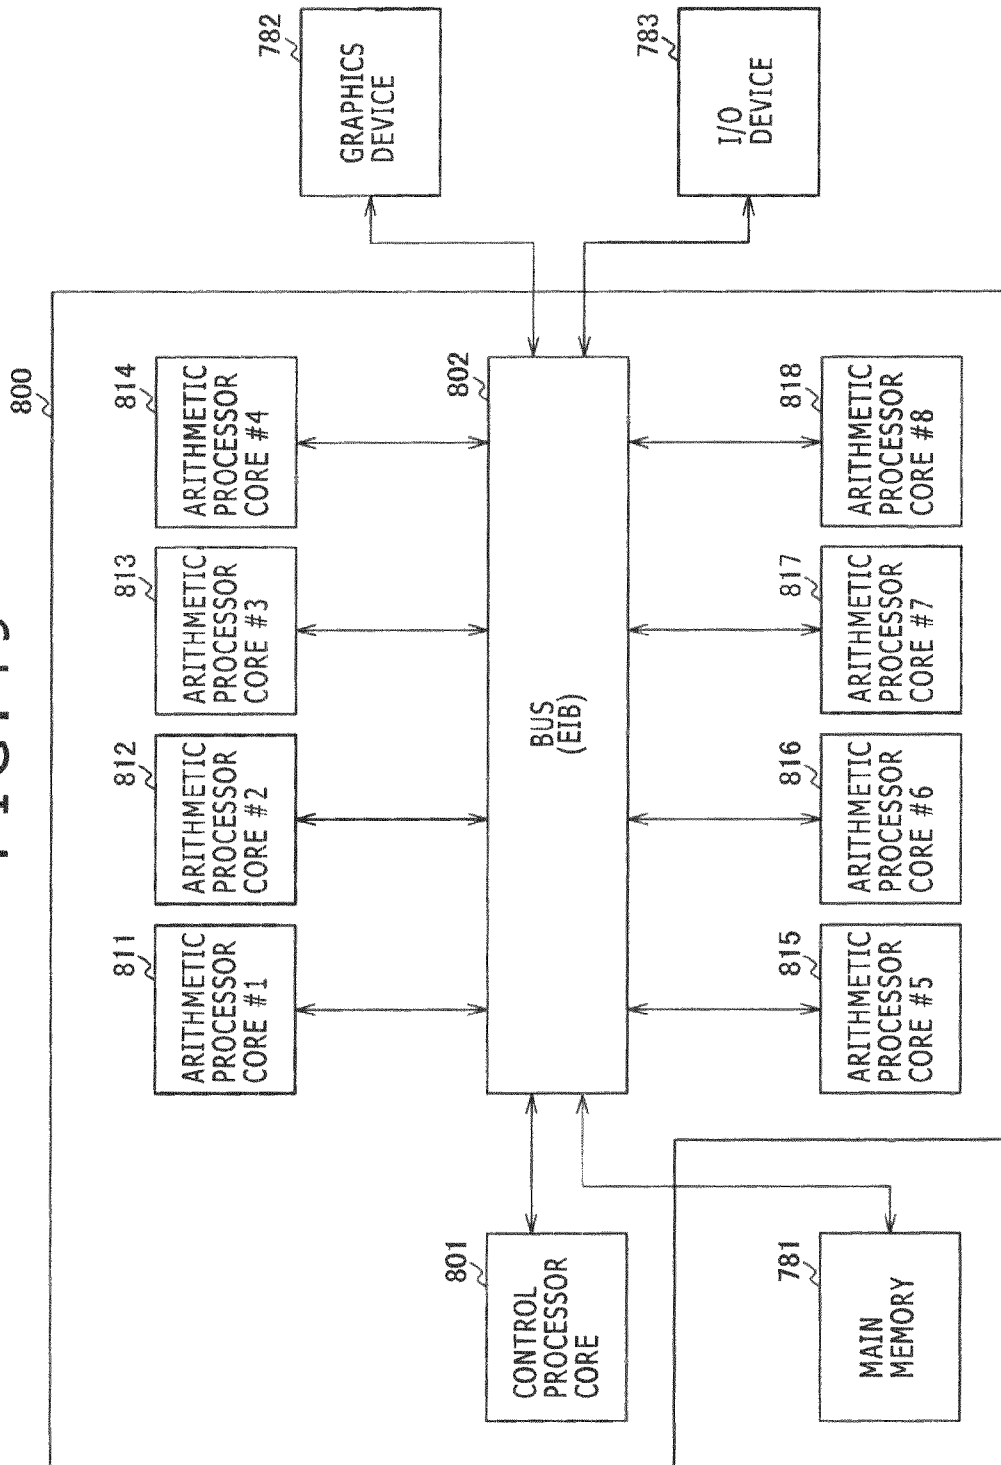 800
811
ARITHMETIC
PROCESSOR
CORE #1
812
ARITHMETIC
PROCESSOR
CORE #2
813
ARITHMETIC
PROCESSOR
CORE #3
814
ARITHMETIC
PROCESSOR
CORE #4
782
GRAPHICS
DEVICE
801
CONTROL
PROCESSOR
CORE
802
BUS
(EIB)
783
I/O
DEVICE
781
MAIN
MEMORY
815
ARITHMETIC
PROCESSOR
CORE #5
816
ARITHMETIC
PROCESSOR
CORE #6
817
ARITHMETIC
PROCESSOR
CORE #7
818
ARITHMETIC
PROCESSOR
CORE #8